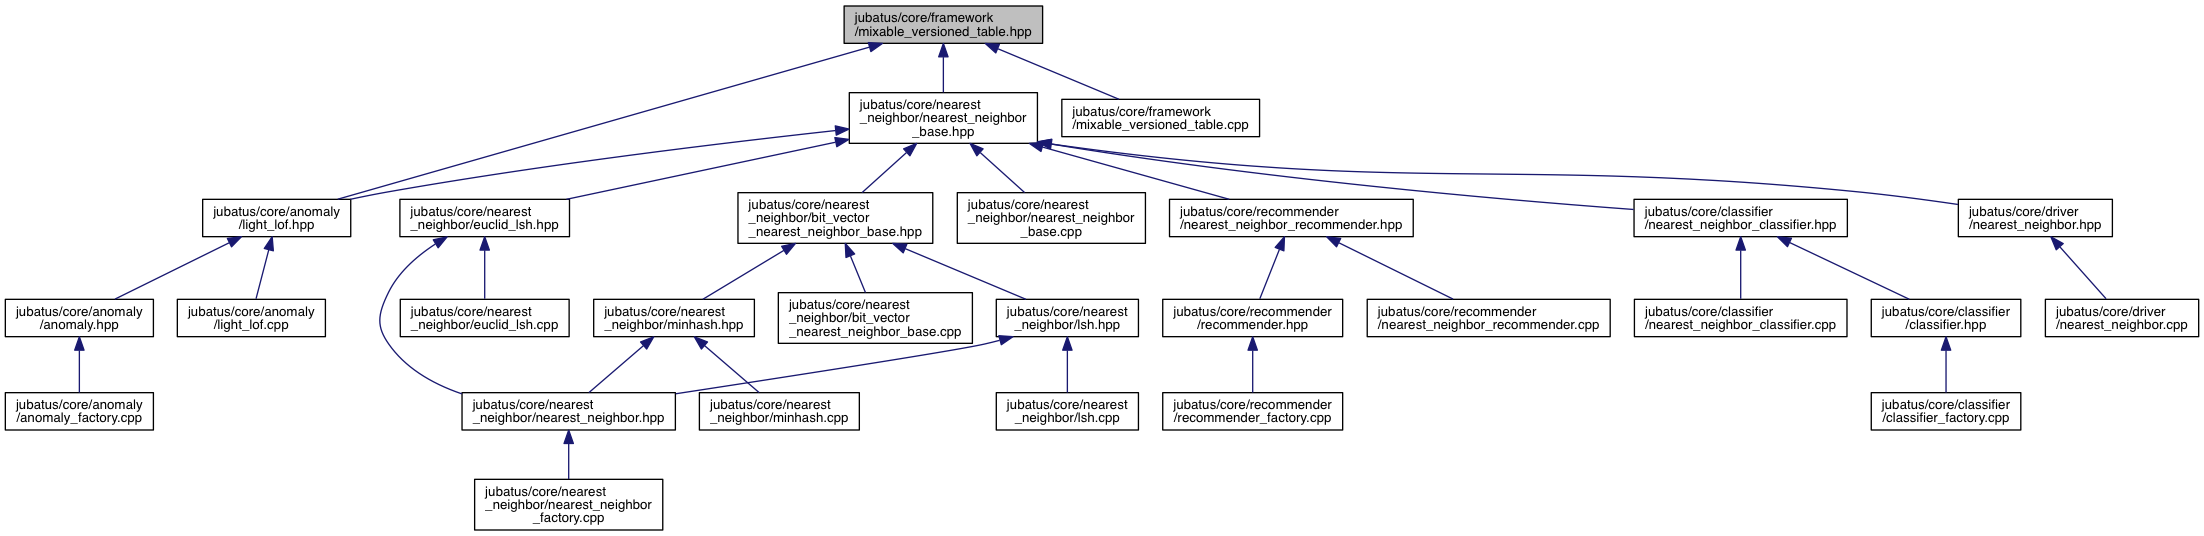 jubatus/core/framework
/mixable_versioned_table.hpp
jubatus/core/nearest
_neighbor/nearest_neighbor
_base.hpp
jubatus/core/framework
/mixable_versioned_table.cpp
jubatus/core/anomaly
/light_lof.hpp
jubatus/core/nearest
_neighbor/euclid_lsh.hpp
jubatus/core/nearest
_neighbor/bit_vector
_nearest_neighbor_base.hpp
jubatus/core/nearest
_neighbor/nearest_neighbor
_base.cpp
jubatus/core/recommender
/nearest_neighbor_recommender.hpp
jubatus/core/classifier
/nearest_neighbor_classifier.hpp
jubatus/core/driver
/nearest_neighbor.hpp
jubatus/core/anomaly
/anomaly.hpp
jubatus/core/anomaly
/light_lof.cpp
jubatus/core/nearest
_neighbor/euclid_lsh.cpp
jubatus/core/nearest
_neighbor/minhash.hpp
jubatus/core/nearest
_neighbor/bit_vector
_nearest_neighbor_base.cpp
jubatus/core/nearest
_neighbor/lsh.hpp
jubatus/core/recommender
/recommender.hpp
jubatus/core/recommender
/nearest_neighbor_recommender.cpp
jubatus/core/classifier
/nearest_neighbor_classifier.cpp
jubatus/core/classifier
/classifier.hpp
jubatus/core/driver
/nearest_neighbor.cpp
jubatus/core/anomaly
/anomaly_factory.cpp
jubatus/core/nearest
_neighbor/nearest_neighbor.hpp
jubatus/core/nearest
_neighbor/minhash.cpp
jubatus/core/nearest
_neighbor/lsh.cpp
jubatus/core/recommender
/recommender_factory.cpp
jubatus/core/classifier
/classifier_factory.cpp
jubatus/core/nearest
_neighbor/nearest_neighbor
_factory.cpp